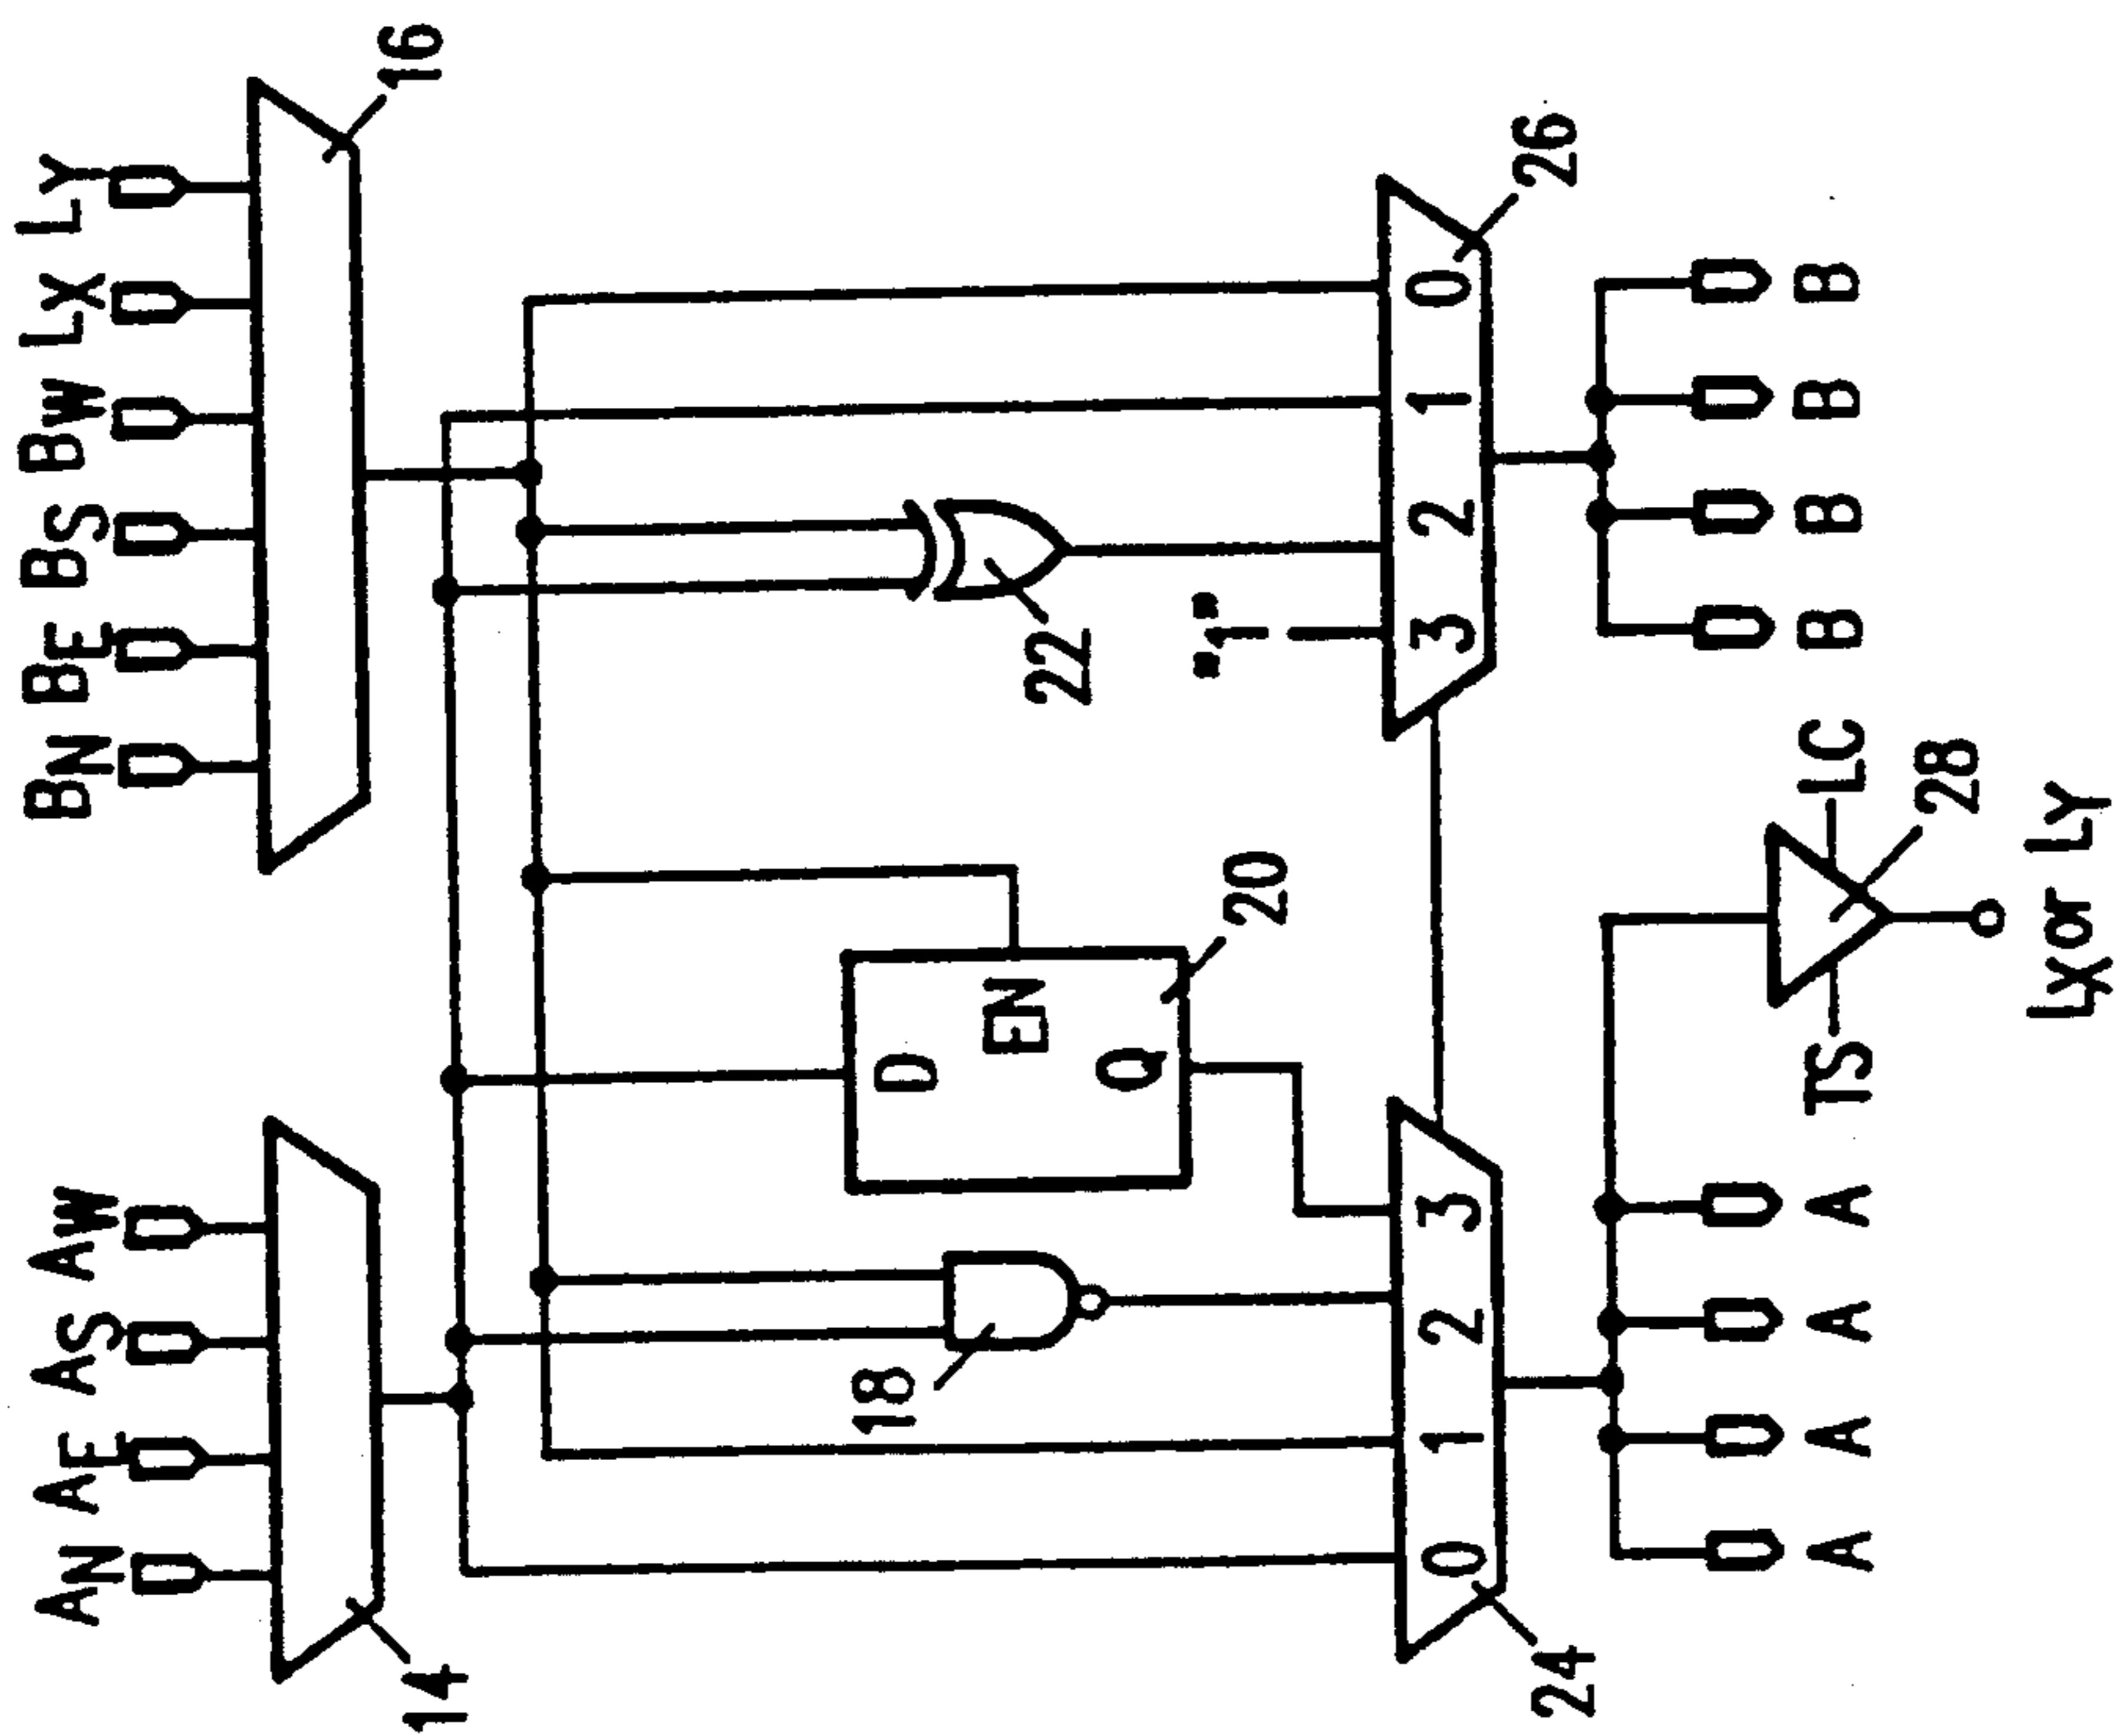 AN AE AS AW BN BE BS BW LX LY
14 16
18 D
EN
22
Q
"1"
20
0 1 2 3 3 2 1 0
24 26
A A A A TS LC B B B B
28
LX or LY